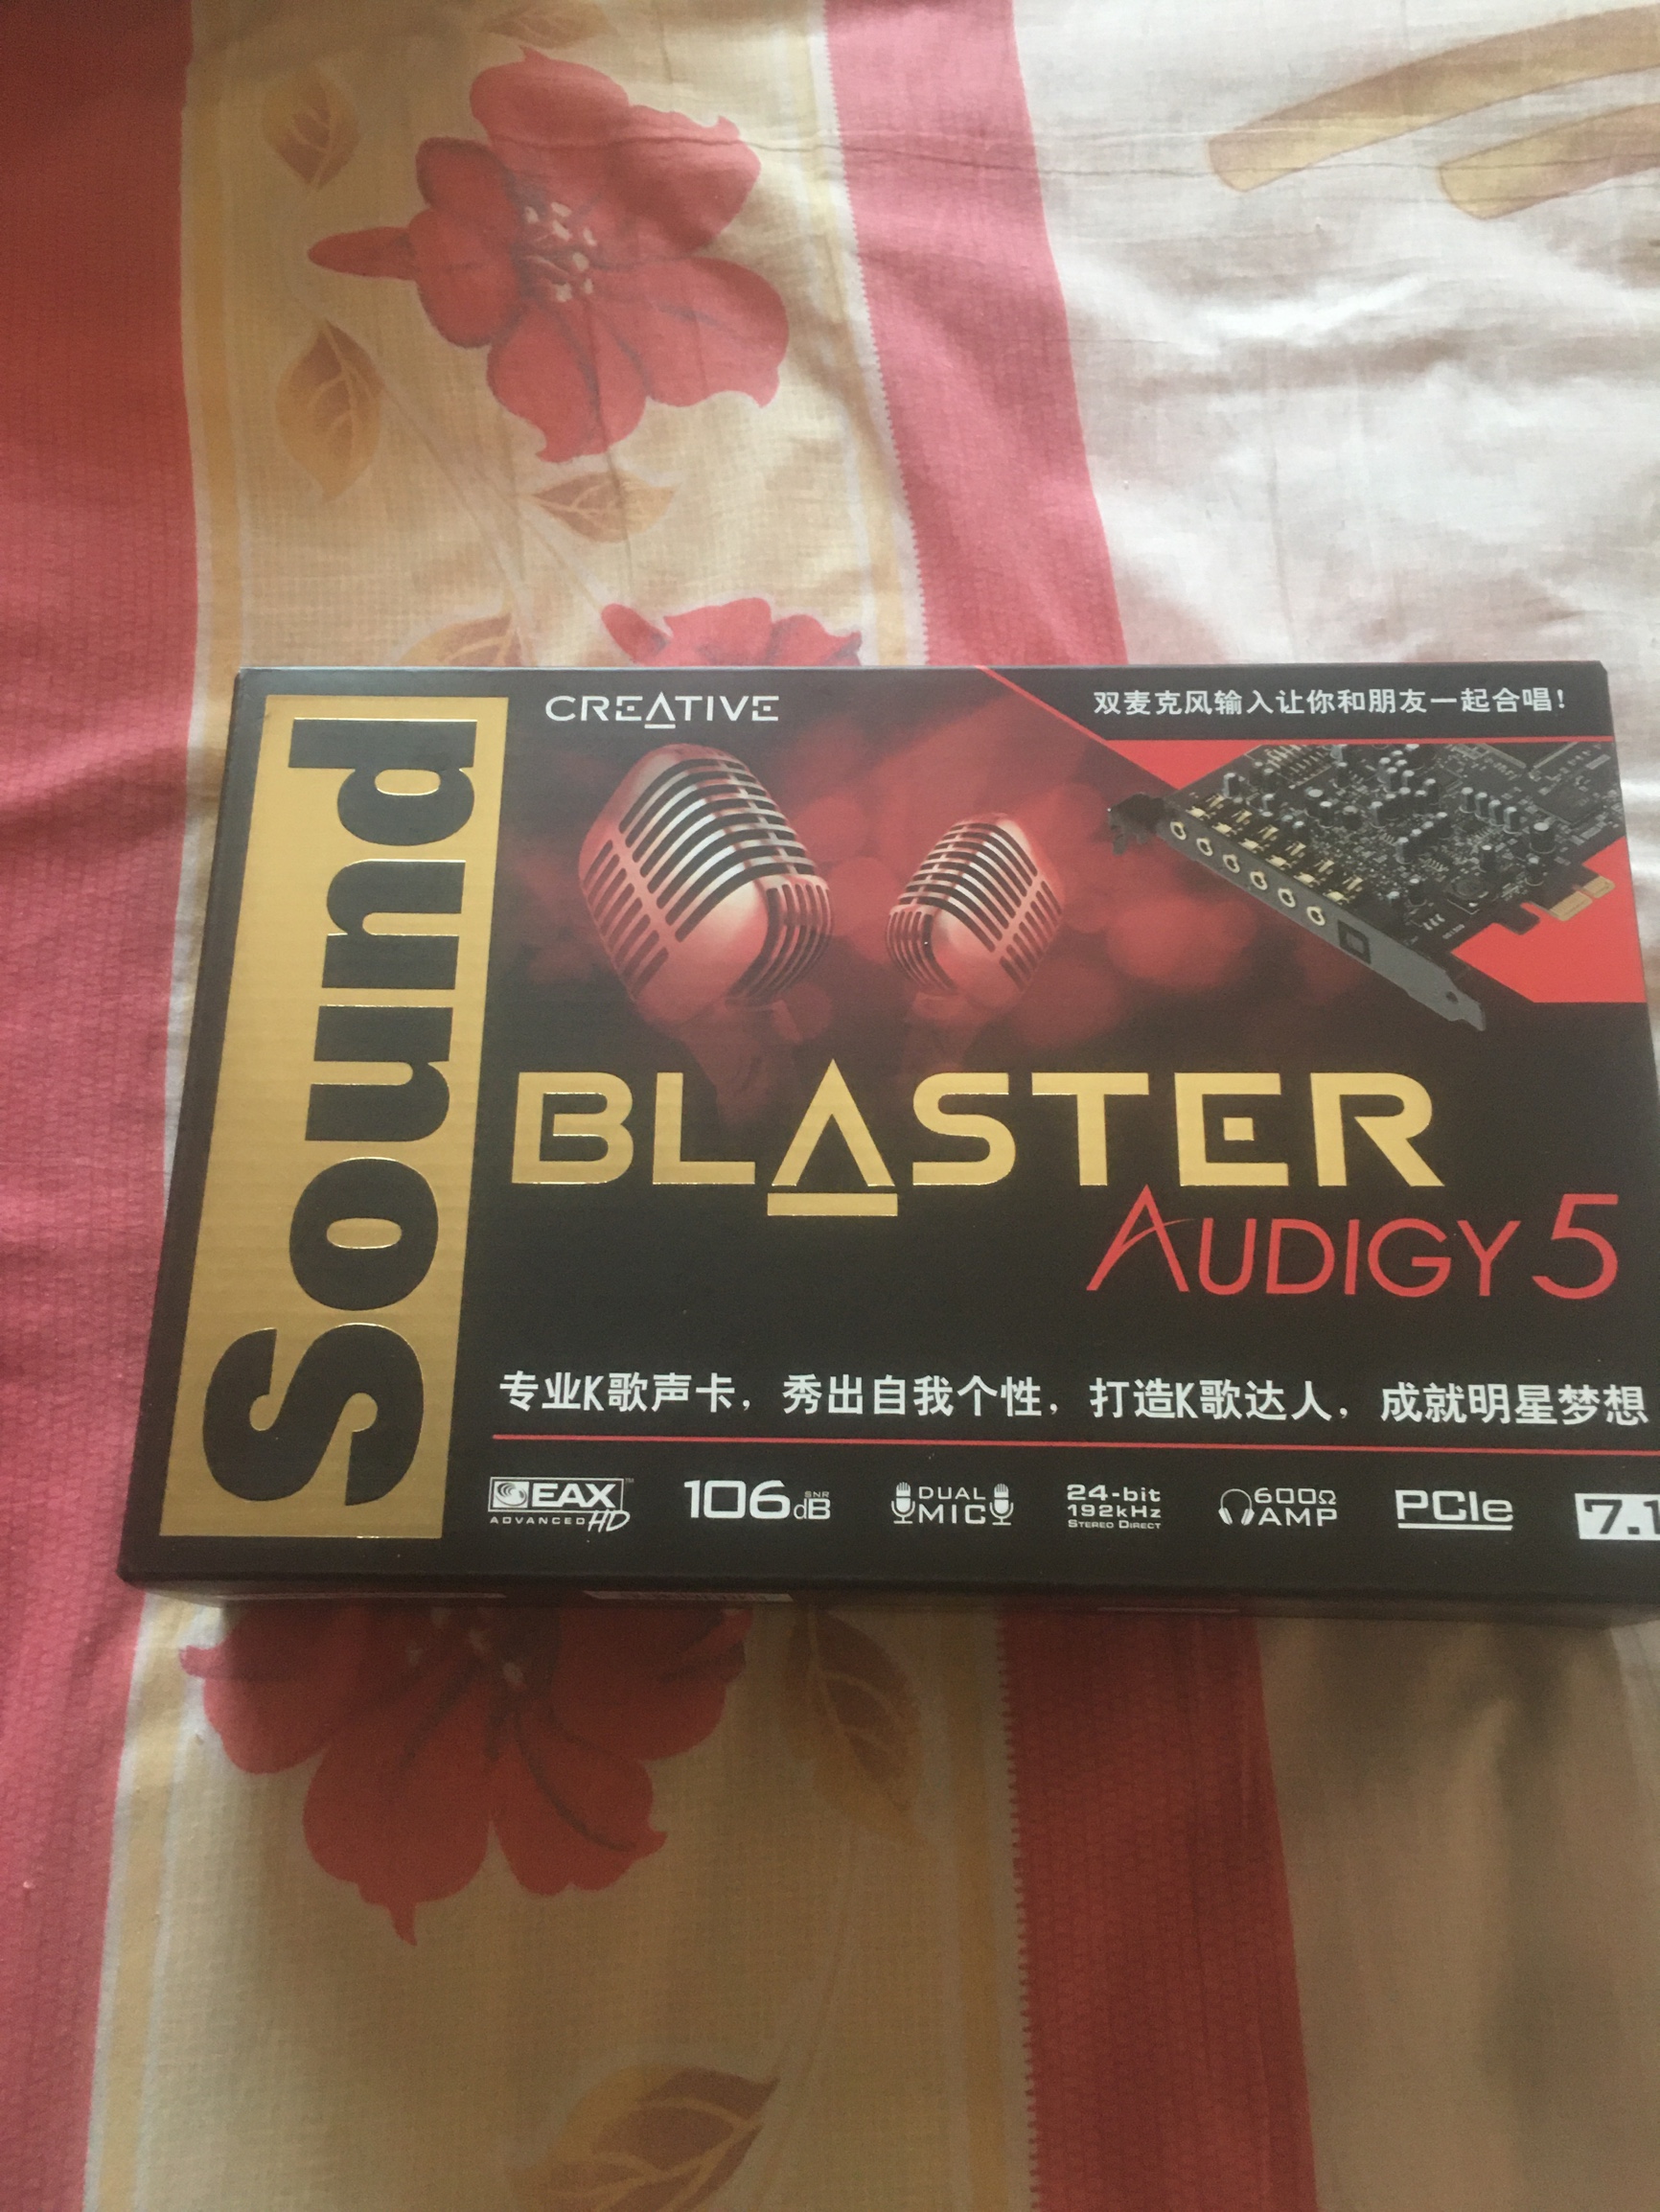 CREATIVE
双麦克风输入让你和朋友一起合唱！
Sound
BLASTER
AUDIGY 5
专业K歌声卡，秀出自我个性，打造K歌达人，成就明星梦想
EAX™
ADVANCED HD
106dB SNR
DUAL
MIC
24-bit
192kHz
STEREO DIRECT
600Ω
AMP
PCIe
7.1